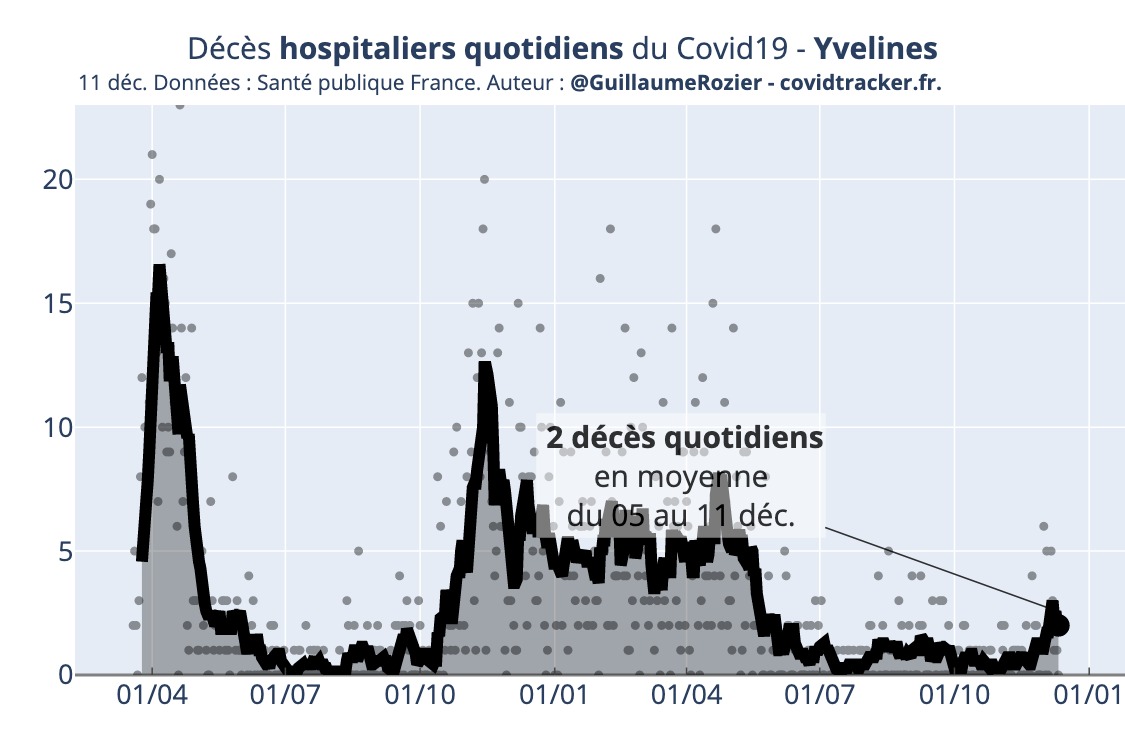 Décès hospitaliers quotidiens du Covid19 - Yvelines
11 déc. Données : Santé publique France. Auteur : @GuillaumeRozier - covidtracker.fr.
20
15
10
5
0
2 décès quotidiens
en moyenne
du 05 au 11 déc.
01/04 01/07 01/10 01/01 01/04 01/07 01/10 01/01